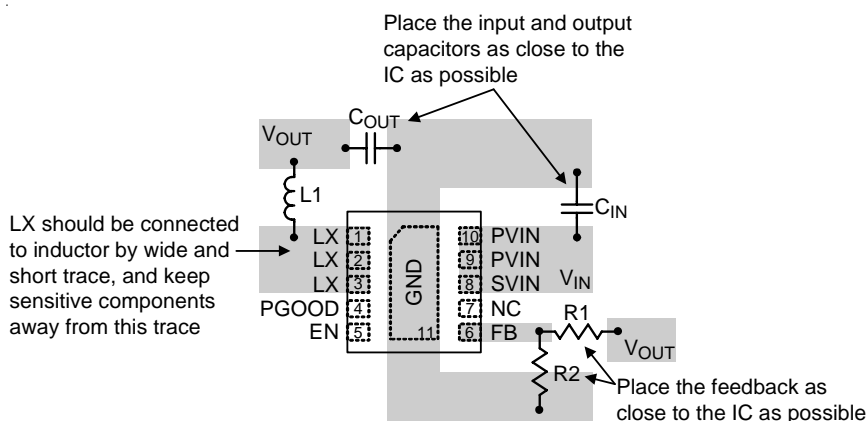 Place the input and output
capacitors as close to the
IC as possible
COUT
VOUT
L1
CIN
LX should be connected
to inductor by wide and
short trace, and keep
sensitive components
away from this trace
LX 1 10 PVIN
LX 2 9 PVIN
LX 3 8 SVIN
VIN
PGOOD 4 7 NC
EN 5 6 FB
GND
11
R1
VOUT
R2
Place the feedback as
close to the IC as possible